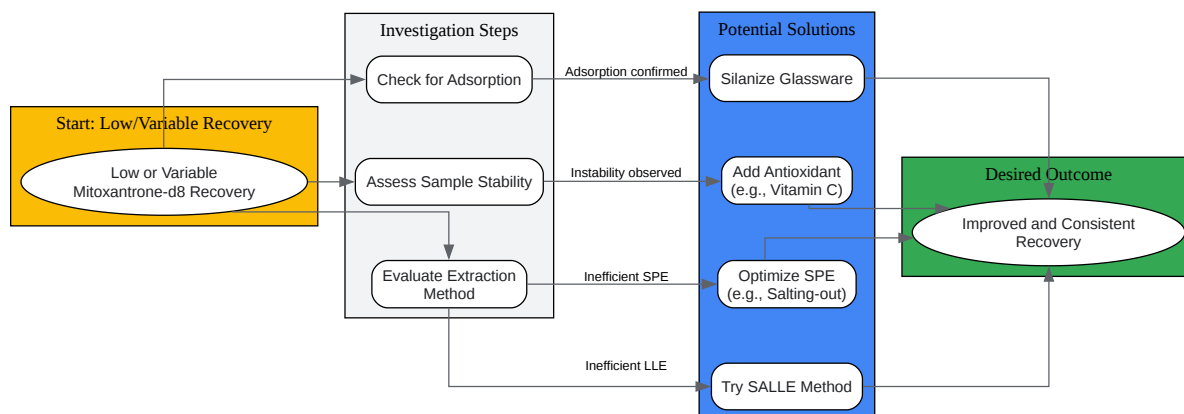 Start: Low/Variable Recovery
Low or Variable
Mitoxantrone-d8 Recovery
Investigation Steps
Check for Adsorption
Assess Sample Stability
Evaluate Extraction
Method
Adsorption confirmed
Instability observed
Inefficient SPE
Inefficient LLE
Potential Solutions
Silanize Glassware
Add Antioxidant
(e.g., Vitamin C)
Optimize SPE
(e.g., Salting-out)
Try SALLE Method
Desired Outcome
Improved and Consistent
Recovery